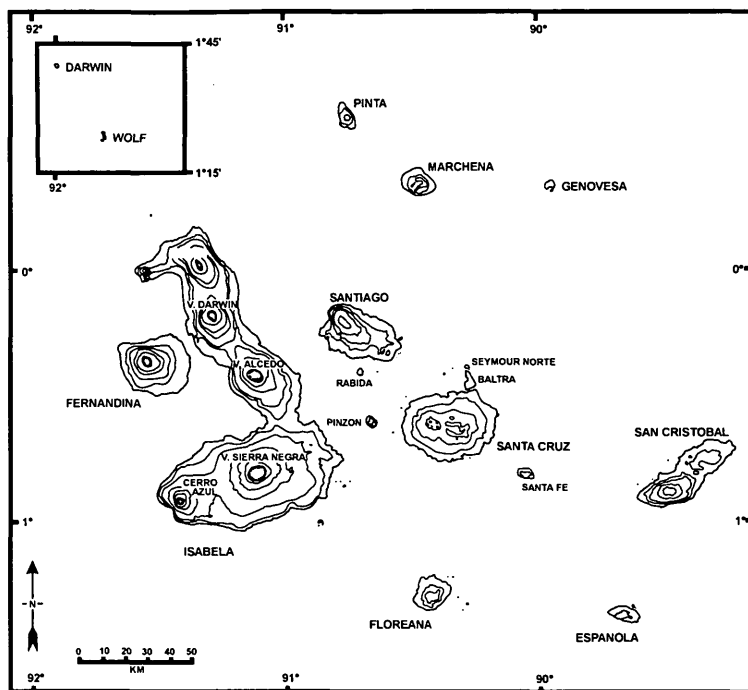 92°
91°
90°
1°45'
DARWIN
WOLF
1°15'
92°
PINTA
MARCHENA
GENOVESA
0°
0°
V. DARWIN
SANTIAGO
V. ALCEDO
SEYMOUR NORTE
BALTRA
RABIDA
FERNANDINA
PINZON
SANTA CRUZ
SAN CRISTOBAL
V. SIERRA NEGRA
CERRO
AZUL
SANTA FE
1°
1°
ISABELA
N
FLOREANA
ESPANOLA
0 10 20 30 40 50
KM
92°
91°
90°